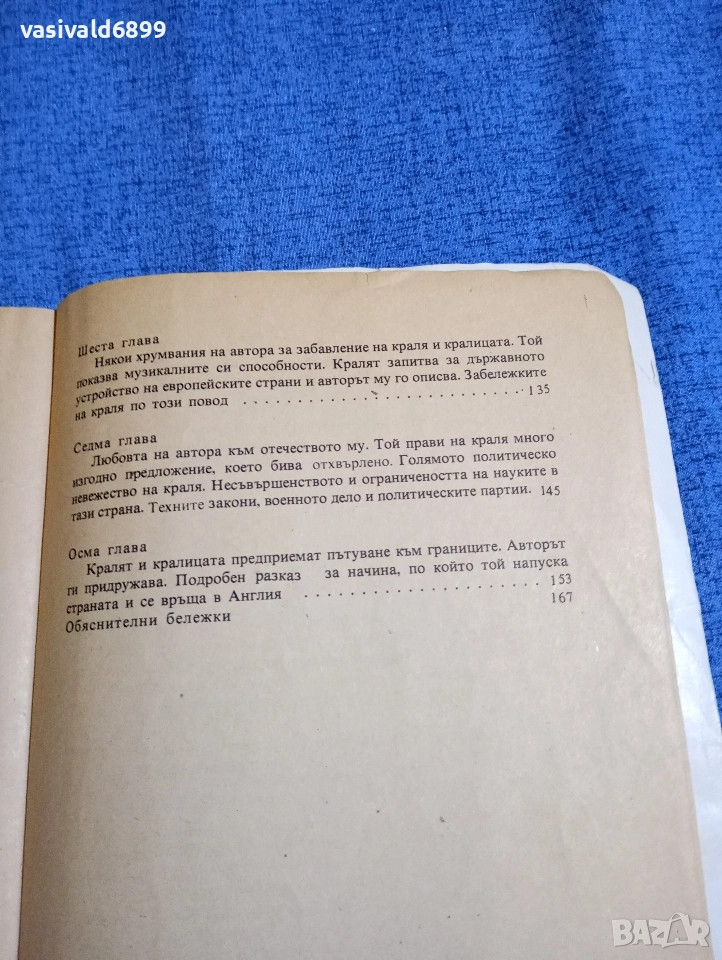 vasivald6899
Шеста глава
Някои хрумвания на автора за забавление на краля и кралицата. Той
показва музикалните си способности. Кралят запитва за държавното
устройство на европейските страни и авторът му го описва. Забележките
на краля по този повод . . . . . . . . . . . . . . . . . . . . . . . . 135
Седма глава
Любовта на автора към отечеството му. Той прави на краля много
изгодно предложение, което бива отхвърлено. Голямото политическо
невежество на краля. Несъвършенството и ограничеността на науките в
тази страна. Техните закони, военното дело и политическите партии. 145
Осма глава
Кралят и кралицата предприемат пътуване към границите. Авторът
ги придружава. Подробен разказ за начина, по който той напуска
страната и се връща в Англия . . . . . . . . . . . . . . . . . . . . 153
Обяснителни бележки 167
BAZAR